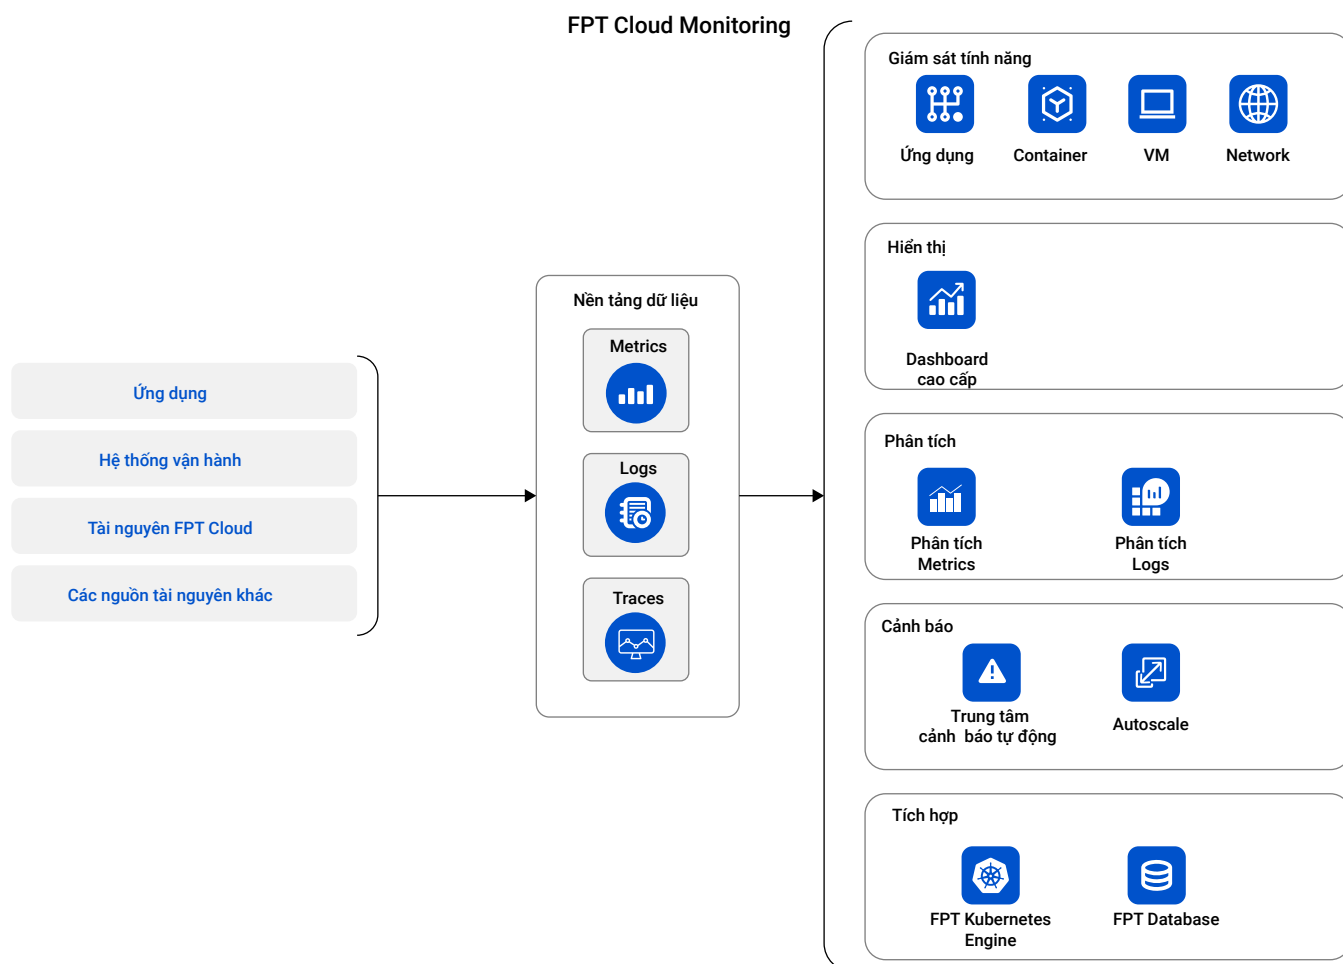 FPT Cloud Monitoring
Ứng dụng
Hệ thống vận hành
Tài nguyên FPT Cloud
Các nguồn tài nguyên khác
Nền tảng dữ liệu
Metrics
Logs
Traces
Giám sát tính năng
Ứng dụng
Container
VM
Network
Hiển thị
Dashboard
cao cấp
Phân tích
Phân tích
Metrics
Phân tích
Logs
Cảnh báo
Trung tâm
cảnh báo tự động
Autoscale
Tích hợp
FPT Kubernetes
Engine
FPT Database